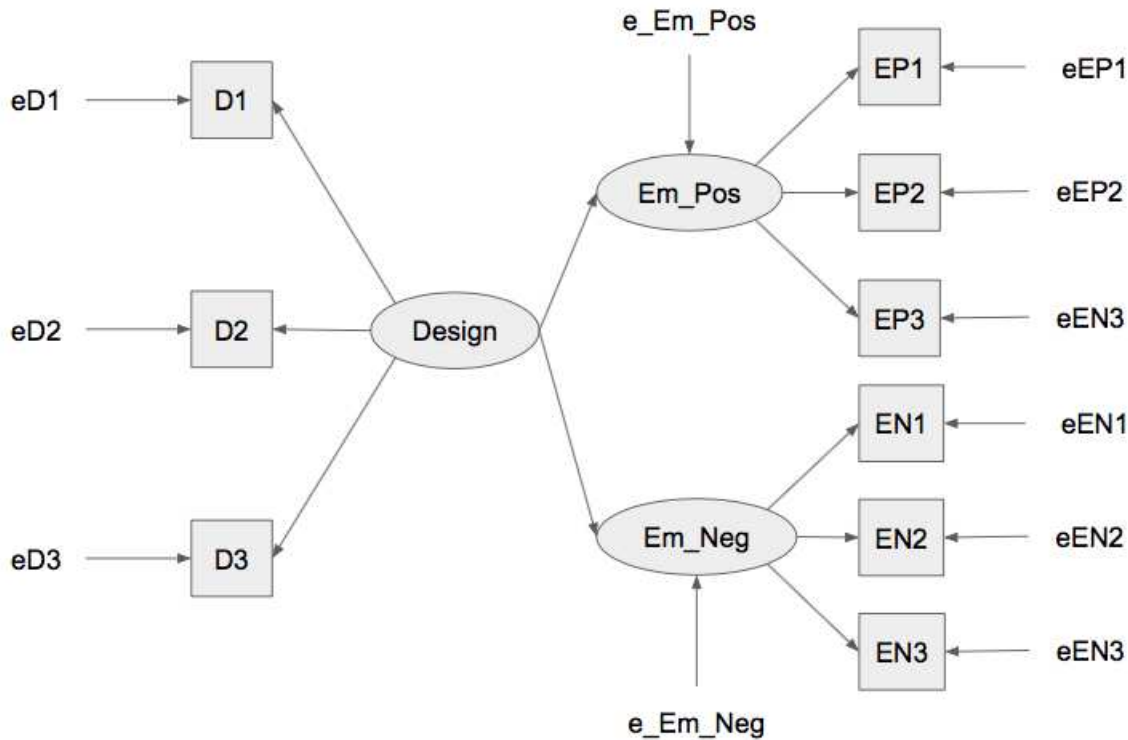 e_Em_Pos
eD1
D1
EP1
eEP1
Em_Pos
EP2
eEP2
eD2
D2
Design
EP3
eEN3
EN1
eEN1
eD3
D3
Em_Neg
EN2
eEN2
EN3
eEN3
e_Em_Neg